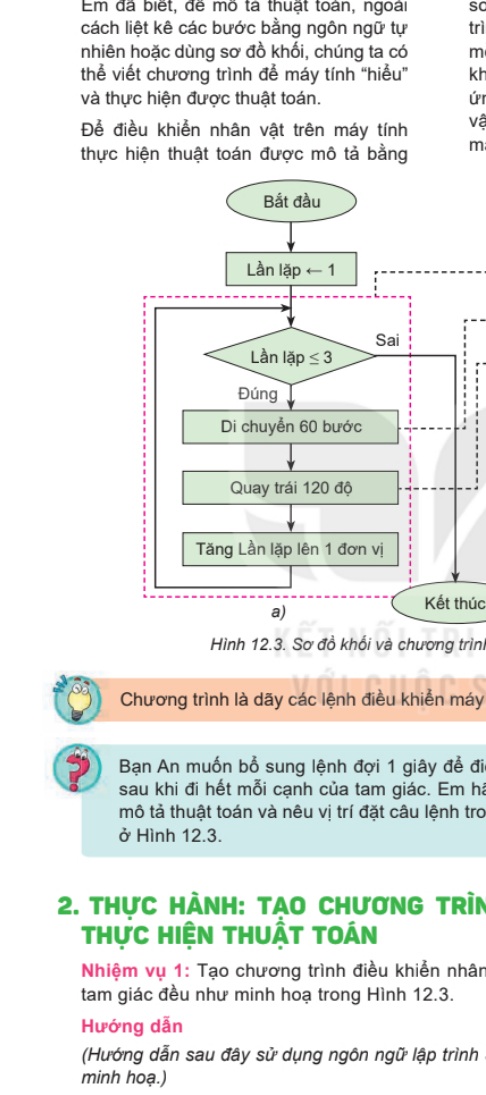 Em đã biết, để mô tả thuật toán, ngoài
cách liệt kê các bước bằng ngôn ngữ tự
nhiên hoặc dùng sơ đồ khối, chúng ta có
thể viết chương trình để máy tính “hiểu”
và thực hiện được thuật toán.
Để điều khiển nhân vật trên máy tính
thực hiện thuật toán được mô tả bằng
Bắt đầu
Lần lặp ← 1
Lần lặp ≤ 3
Sai
Đúng
Di chuyển 60 bước
Quay trái 120 độ
Tăng Lần lặp lên 1 đơn vị
Kết thúc
a)
Hình 12.3. Sơ đồ khối và chương
KẾT NỐI TRI
VỚI CUỘC
Chương trình là dãy các lệnh điều khiển máy
Bạn An muốn bổ sung lệnh đợi 1 giây để
sau khi đi hết mỗi cạnh của tam giác. Em
mô tả thuật toán và nêu vị trí đặt câu lệnh
ở Hình 12.3.
2. THỰC HÀNH: TẠO CHƯƠNG
THỰC HIỆN THUẬT TOÁN
Nhiệm vụ 1: Tạo chương trình điều khiển
tam giác đều như minh hoạ trong Hình 12.3.
Hướng dẫn
(Hướng dẫn sau đây sử dụng ngôn ngữ lập trình
minh hoạ.)